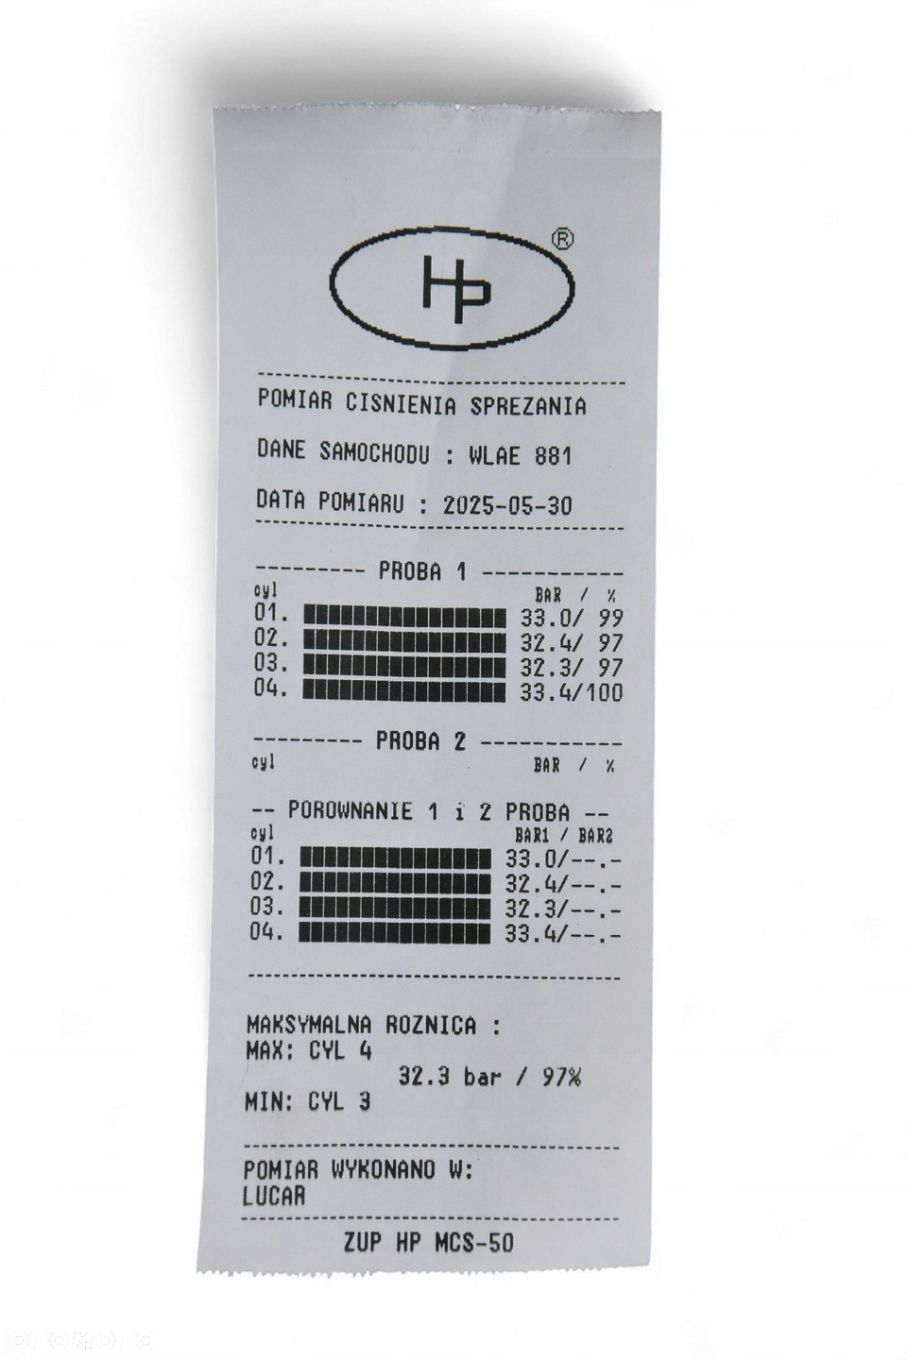 HP ®
POMIAR CISNIENIA SPREZANIA
DANE SAMOCHODU : WLAE 881
DATA POMIARU : 2025-05-30
--------- PROBA 1 ------------
cyl BAR / %
01. 33.0/ 99
02. 32.4/ 97
03. 32.3/ 97
04. 33.4/100
--------- PROBA 2 ------------
cyl BAR / %
-- POROWNANIE 1 i 2 PROBA --
cyl BAR1 / BAR2
01. 33.0/--.-
02. 32.4/--.-
03. 32.3/--.-
04. 33.4/--.-
MAKSYMALNA ROZNICA :
MAX: CYL 4
32.3 bar / 97%
MIN: CYL 3
POMIAR WYKONANO W:
LUCAR
ZUP HP MCS-50